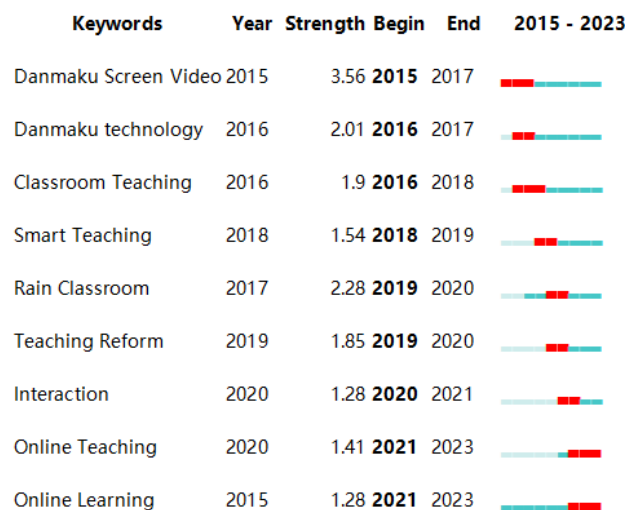 Keywords Year Strength Begin End 2015 - 2023
Danmaku Screen Video 2015 3.56 2015 2017
Danmaku technology 2016 2.01 2016 2017
Classroom Teaching 2016 1.9 2016 2018
Smart Teaching 2018 1.54 2018 2019
Rain Classroom 2017 2.28 2019 2020
Teaching Reform 2019 1.85 2019 2020
Interaction 2020 1.28 2020 2021
Online Teaching 2020 1.41 2021 2023
Online Learning 2015 1.28 2021 2023